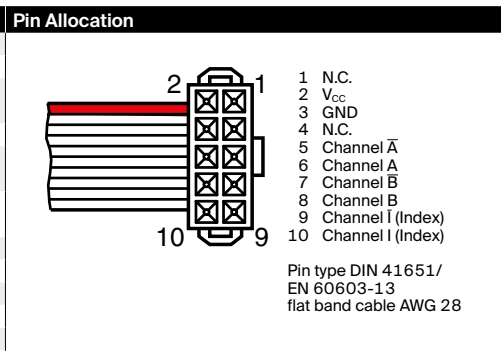 Pin Allocation
2 1
10 9
1 N.C.
2 Vcc
3 GND
4 N.C.
5 Channel A̅
6 Channel A
7 Channel B̅
8 Channel B
9 Channel I̅ (Index)
10 Channel I (Index)
Pin type DIN 41651/
EN 60603-13
flat band cable AWG 28